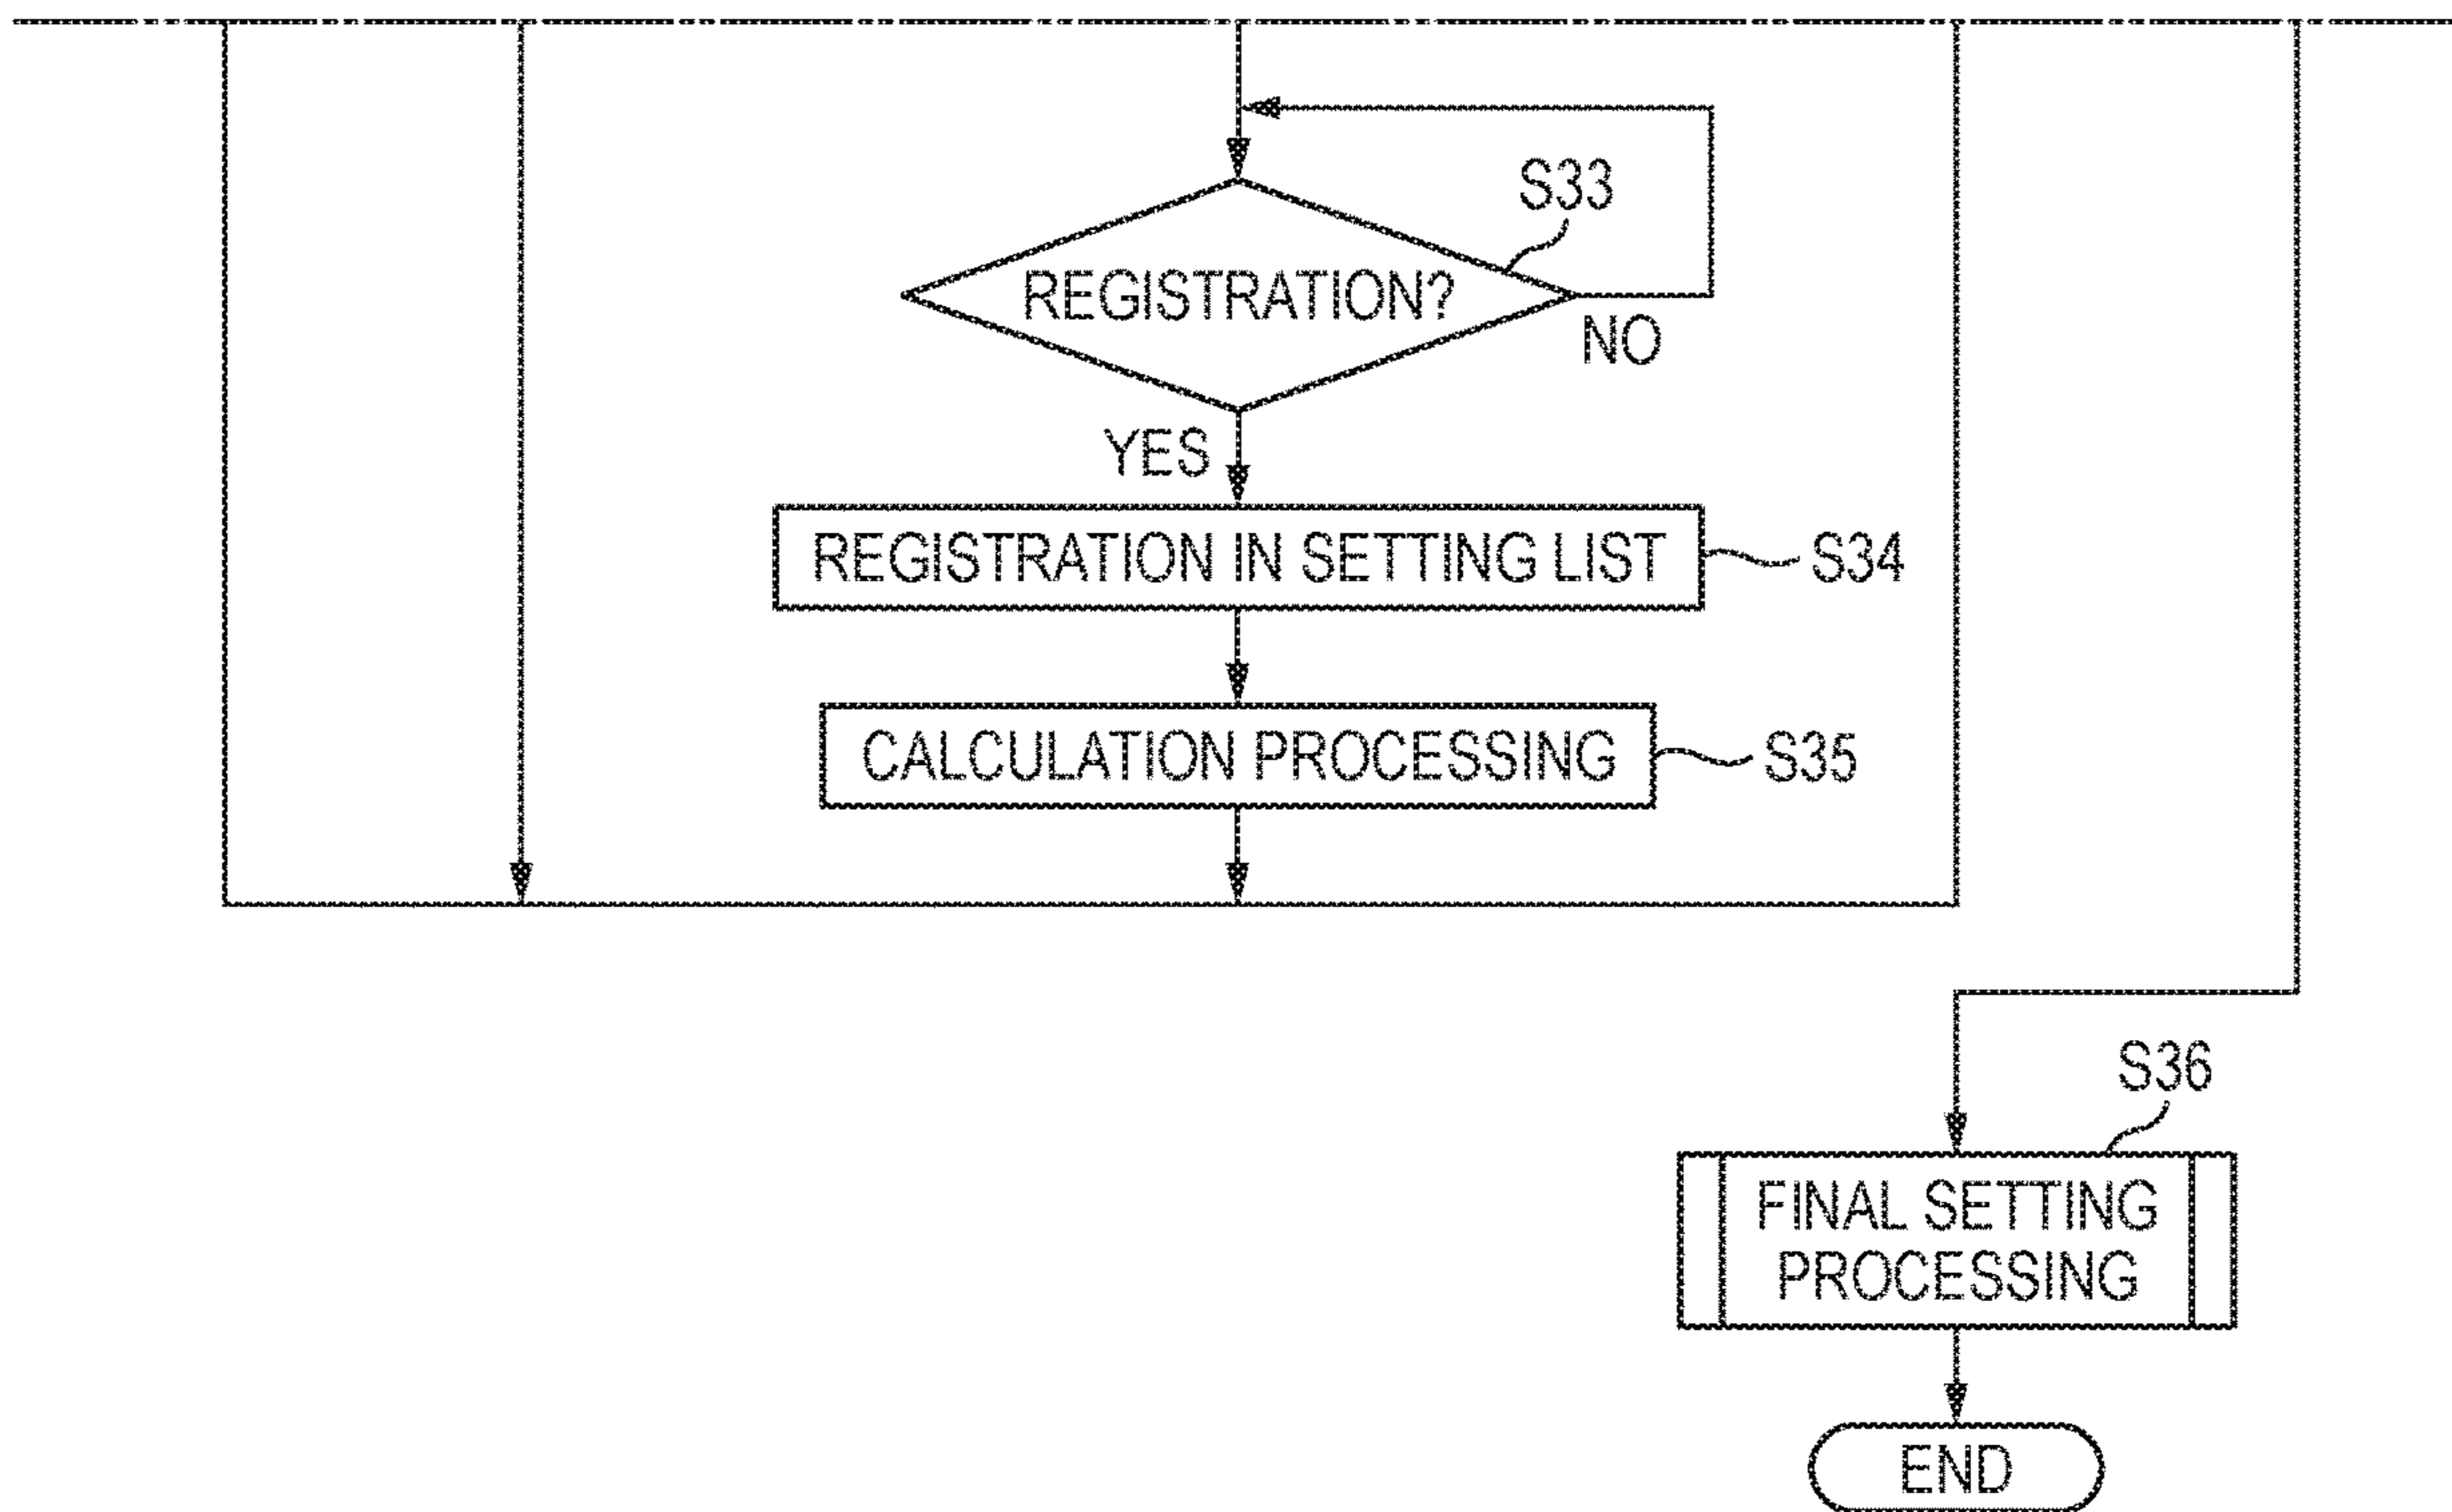 S33
REGISTRATION?
NO
YES
REGISTRATION IN SETTING LIST
S34
CALCULATION PROCESSING
S35
S36
FINAL SETTING
PROCESSING
END